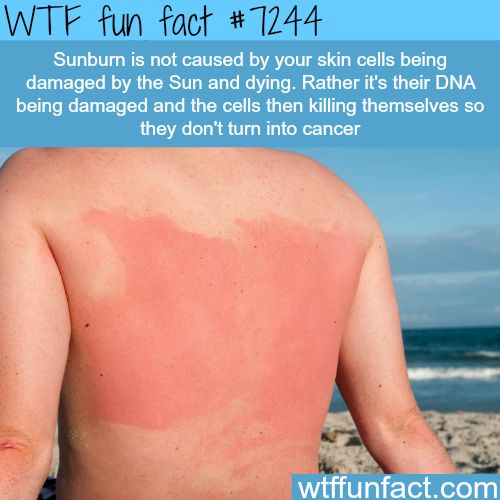 WTF fun fact #7244
Sunburn is not caused by your skin cells being
damaged by the Sun and dying. Rather it's their DNA
being damaged and the cells then killing themselves so
they don't turn into cancer
wtffunfact.com